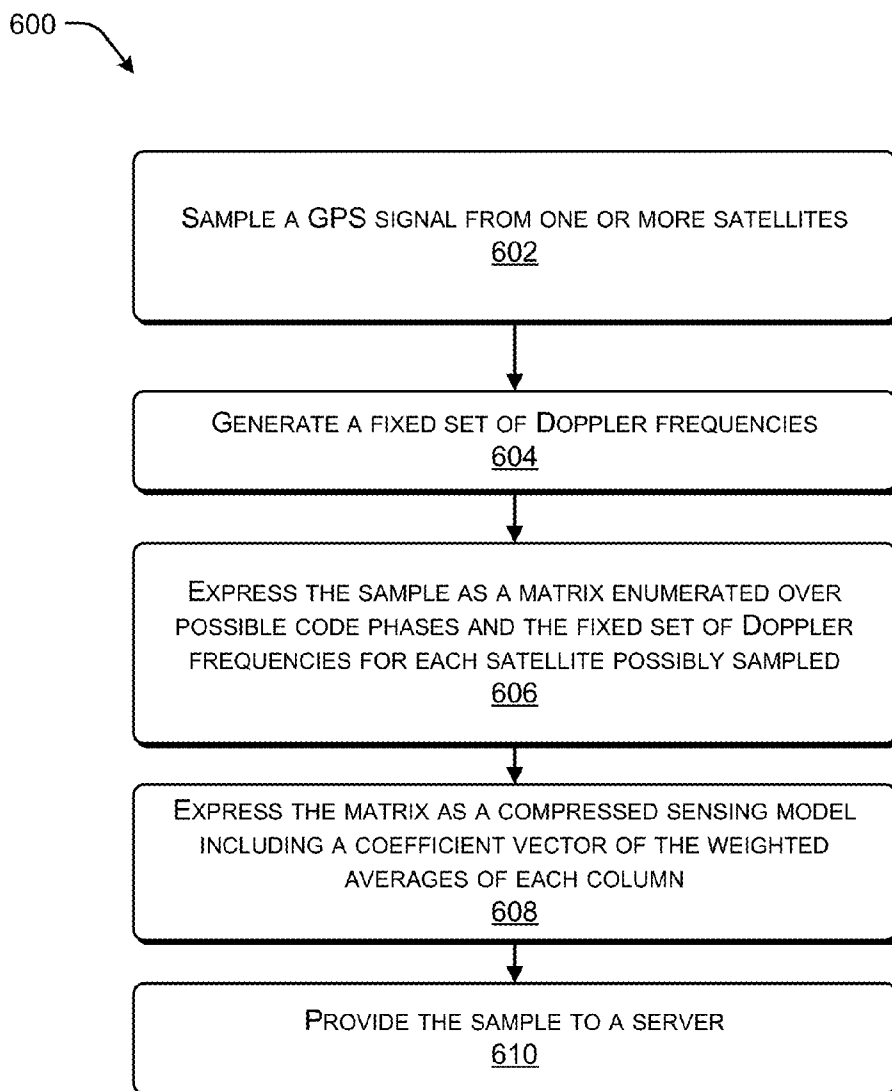 600
SAMPLE A GPS SIGNAL FROM ONE OR MORE SATELLITES
602
GENERATE A FIXED SET OF DOPPLER FREQUENCIES
604
EXPRESS THE SAMPLE AS A MATRIX ENUMERATED OVER
POSSIBLE CODE PHASES AND THE FIXED SET OF DOPPLER
FREQUENCIES FOR EACH SATELLITE POSSIBLY SAMPLED
606
EXPRESS THE MATRIX AS A COMPRESSED SENSING MODEL
INCLUDING A COEFFICIENT VECTOR OF THE WEIGHTED
AVERAGES OF EACH COLUMN
608
PROVIDE THE SAMPLE TO A SERVER
610